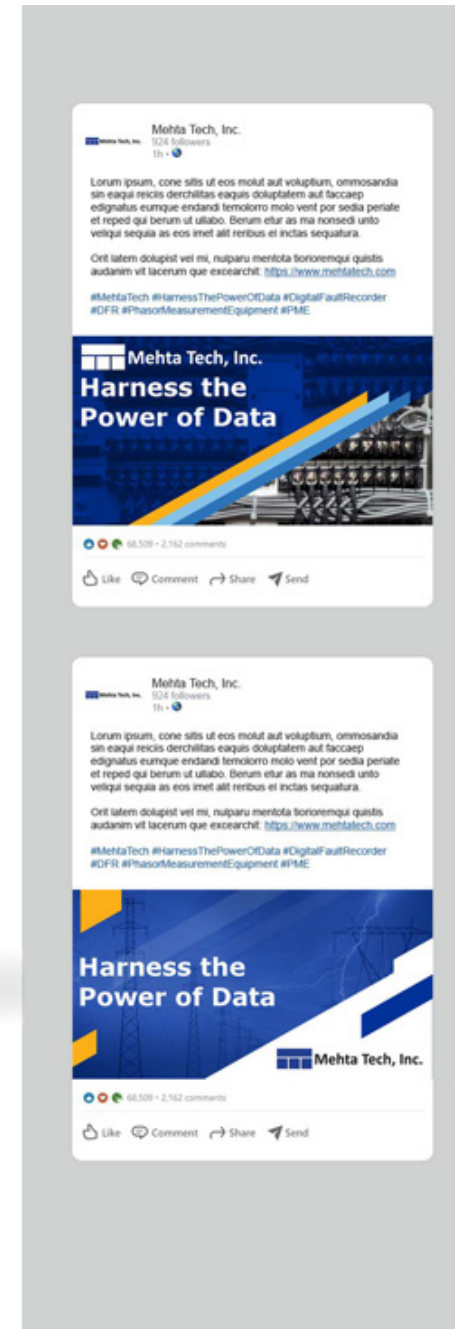 Mehta Tech, Inc.
Mehta Tech, Inc.
924 followers
1h •
Lorum ipsum, cone sitis ut eos molut aut voluptium, ommosandia
sin eaqui reiciis derchilitas eaquis doluptatem aut faccaep
edignatus eumque endandi temolorro molo vent por sedia periate
et reped qui berum ut ullabo. Berum etur as ma nonsedi unto
veliqui sequia as eos imet alit reribus et inctas sequatura.
Orit latem dolupist vel mi, nulparu mentota tiorioremqui quistis
audanim vit lacerum que excearchit: https://www.mehtatech.com
#MehtaTech #HarnessThePowerOfData #DigitalFaultRecorder
#DFR #PhasorMeasurementEquipment #PME
Mehta Tech, Inc.
Harness the
Power of Data
68,509 • 2,162 comments
Like Comment Share Send
Mehta Tech, Inc.
Mehta Tech, Inc.
924 followers
1h •
Lorum ipsum, cone sitis ut eos molut aut voluptium, ommosandia
sin eaqui reiciis derchilitas eaquis doluptatem aut faccaep
edignatus eumque endandi temolorro molo vent por sedia periate
et reped qui berum ut ullabo. Berum etur as ma nonsedi unto
veliqui sequia as eos imet alit reribus et inctas sequatura.
Orit latem dolupist vel mi, nulparu mentota tiorioremqui quistis
audanim vit lacerum que excearchit: https://www.mehtatech.com
#MehtaTech #HarnessThePowerOfData #DigitalFaultRecorder
#DFR #PhasorMeasurementEquipment #PME
Harness the
Power of Data
Mehta Tech, Inc.
68,509 • 2,162 comments
Like Comment Share Send